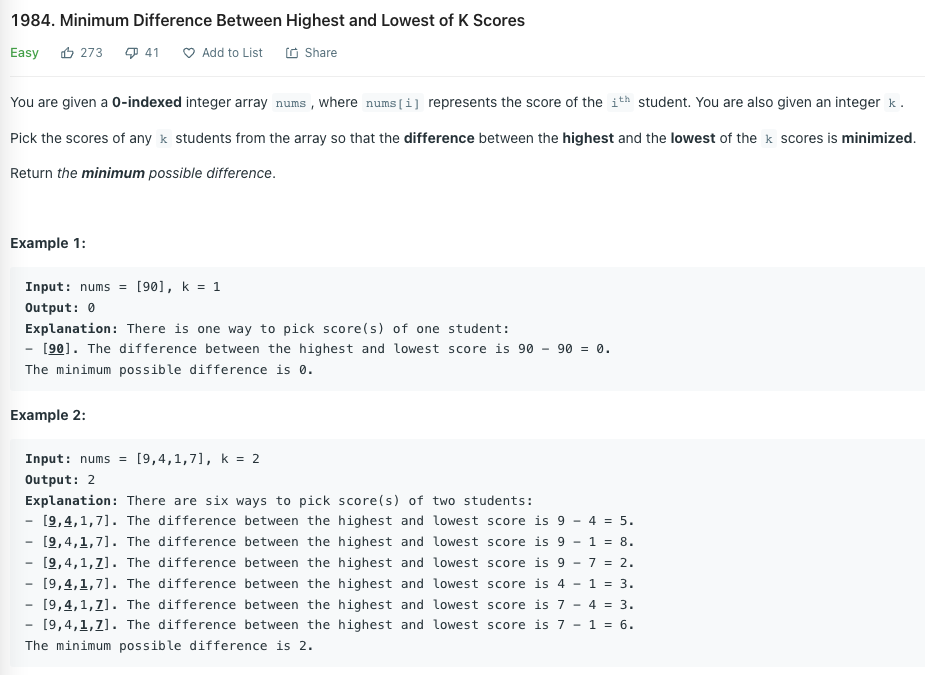 1984. Minimum Difference Between Highest and Lowest of K Scores
Easy 273 41 Add to List Share
You are given a 0-indexed integer array nums , where nums[i] represents the score of the ith student. You are also given an integer k .
Pick the scores of any k students from the array so that the difference between the highest and the lowest of the k scores is minimized.
Return the minimum possible difference.
Example 1:
Input: nums = [90], k = 1
Output: 0
Explanation: There is one way to pick score(s) of one student:
- [90]. The difference between the highest and lowest score is 90 - 90 = 0.
The minimum possible difference is 0.
Example 2:
Input: nums = [9,4,1,7], k = 2
Output: 2
Explanation: There are six ways to pick score(s) of two students:
- [9,4,1,7]. The difference between the highest and lowest score is 9 - 4 = 5.
- [9,4,1,7]. The difference between the highest and lowest score is 9 - 1 = 8.
- [9,4,1,7]. The difference between the highest and lowest score is 9 - 7 = 2.
- [9,4,1,7]. The difference between the highest and lowest score is 4 - 1 = 3.
- [9,4,1,7]. The difference between the highest and lowest score is 7 - 4 = 3.
- [9,4,1,7]. The difference between the highest and lowest score is 7 - 1 = 6.
The minimum possible difference is 2.